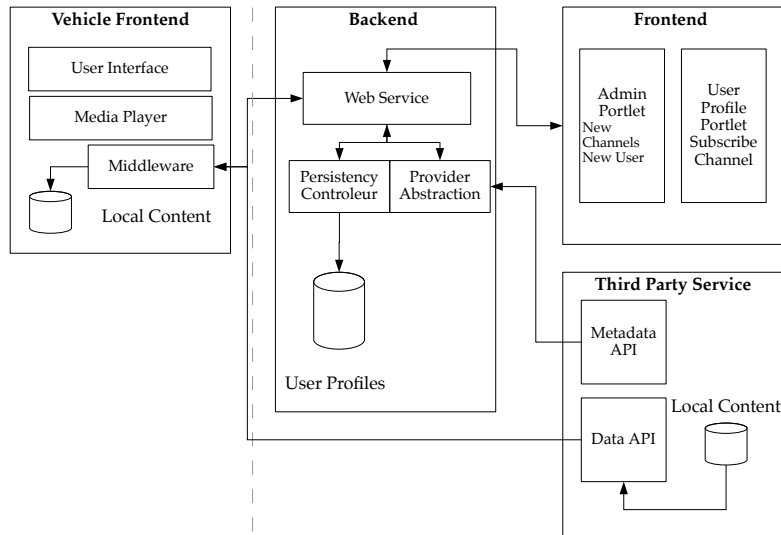 Vehicle Frontend
User Interface
Media Player
Middleware
Local Content
Backend
Web Service
Persistency
Controleur
Provider
Abstraction
User Profiles
Frontend
Admin
Portlet
New
Channels
New User
User
Profile
Portlet
Subscribe
Channel
Third Party Service
Metadata
API
Local Content
Data API